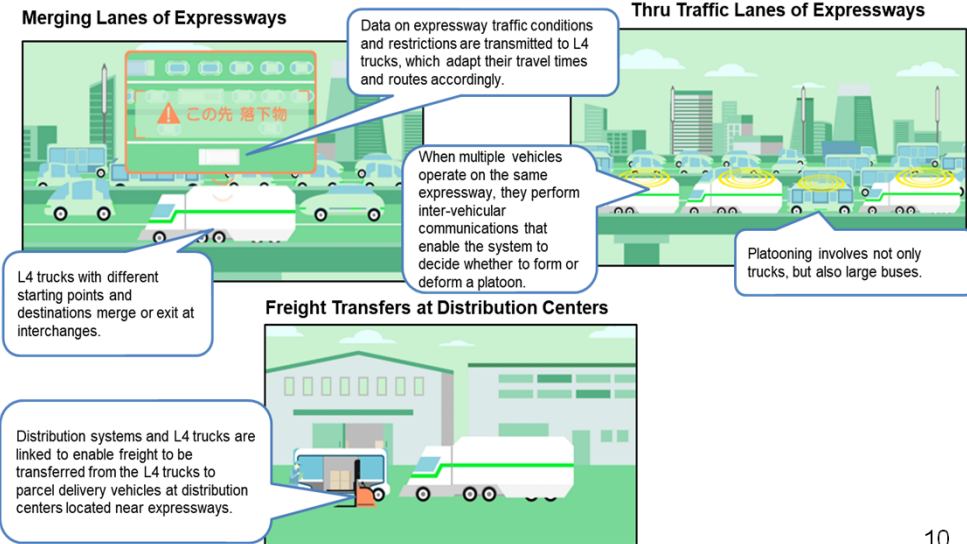 Merging Lanes of Expressways
Data on expressway traffic conditions
and restrictions are transmitted to L4
trucks, which adapt their travel times
and routes accordingly.
Thru Traffic Lanes of Expressways
この先 落下物
When multiple vehicles
operate on the same
expressway, they perform
inter-vehicular
communications that
enable the system to
decide whether to form or
deform a platoon.
Platooning involves not only
trucks, but also large buses.
L4 trucks with different
starting points and
destinations merge or exit at
interchanges.
Freight Transfers at Distribution Centers
Distribution systems and L4 trucks are
linked to enable freight to be
transferred from the L4 trucks to
parcel delivery vehicles at distribution
centers located near expressways.
10